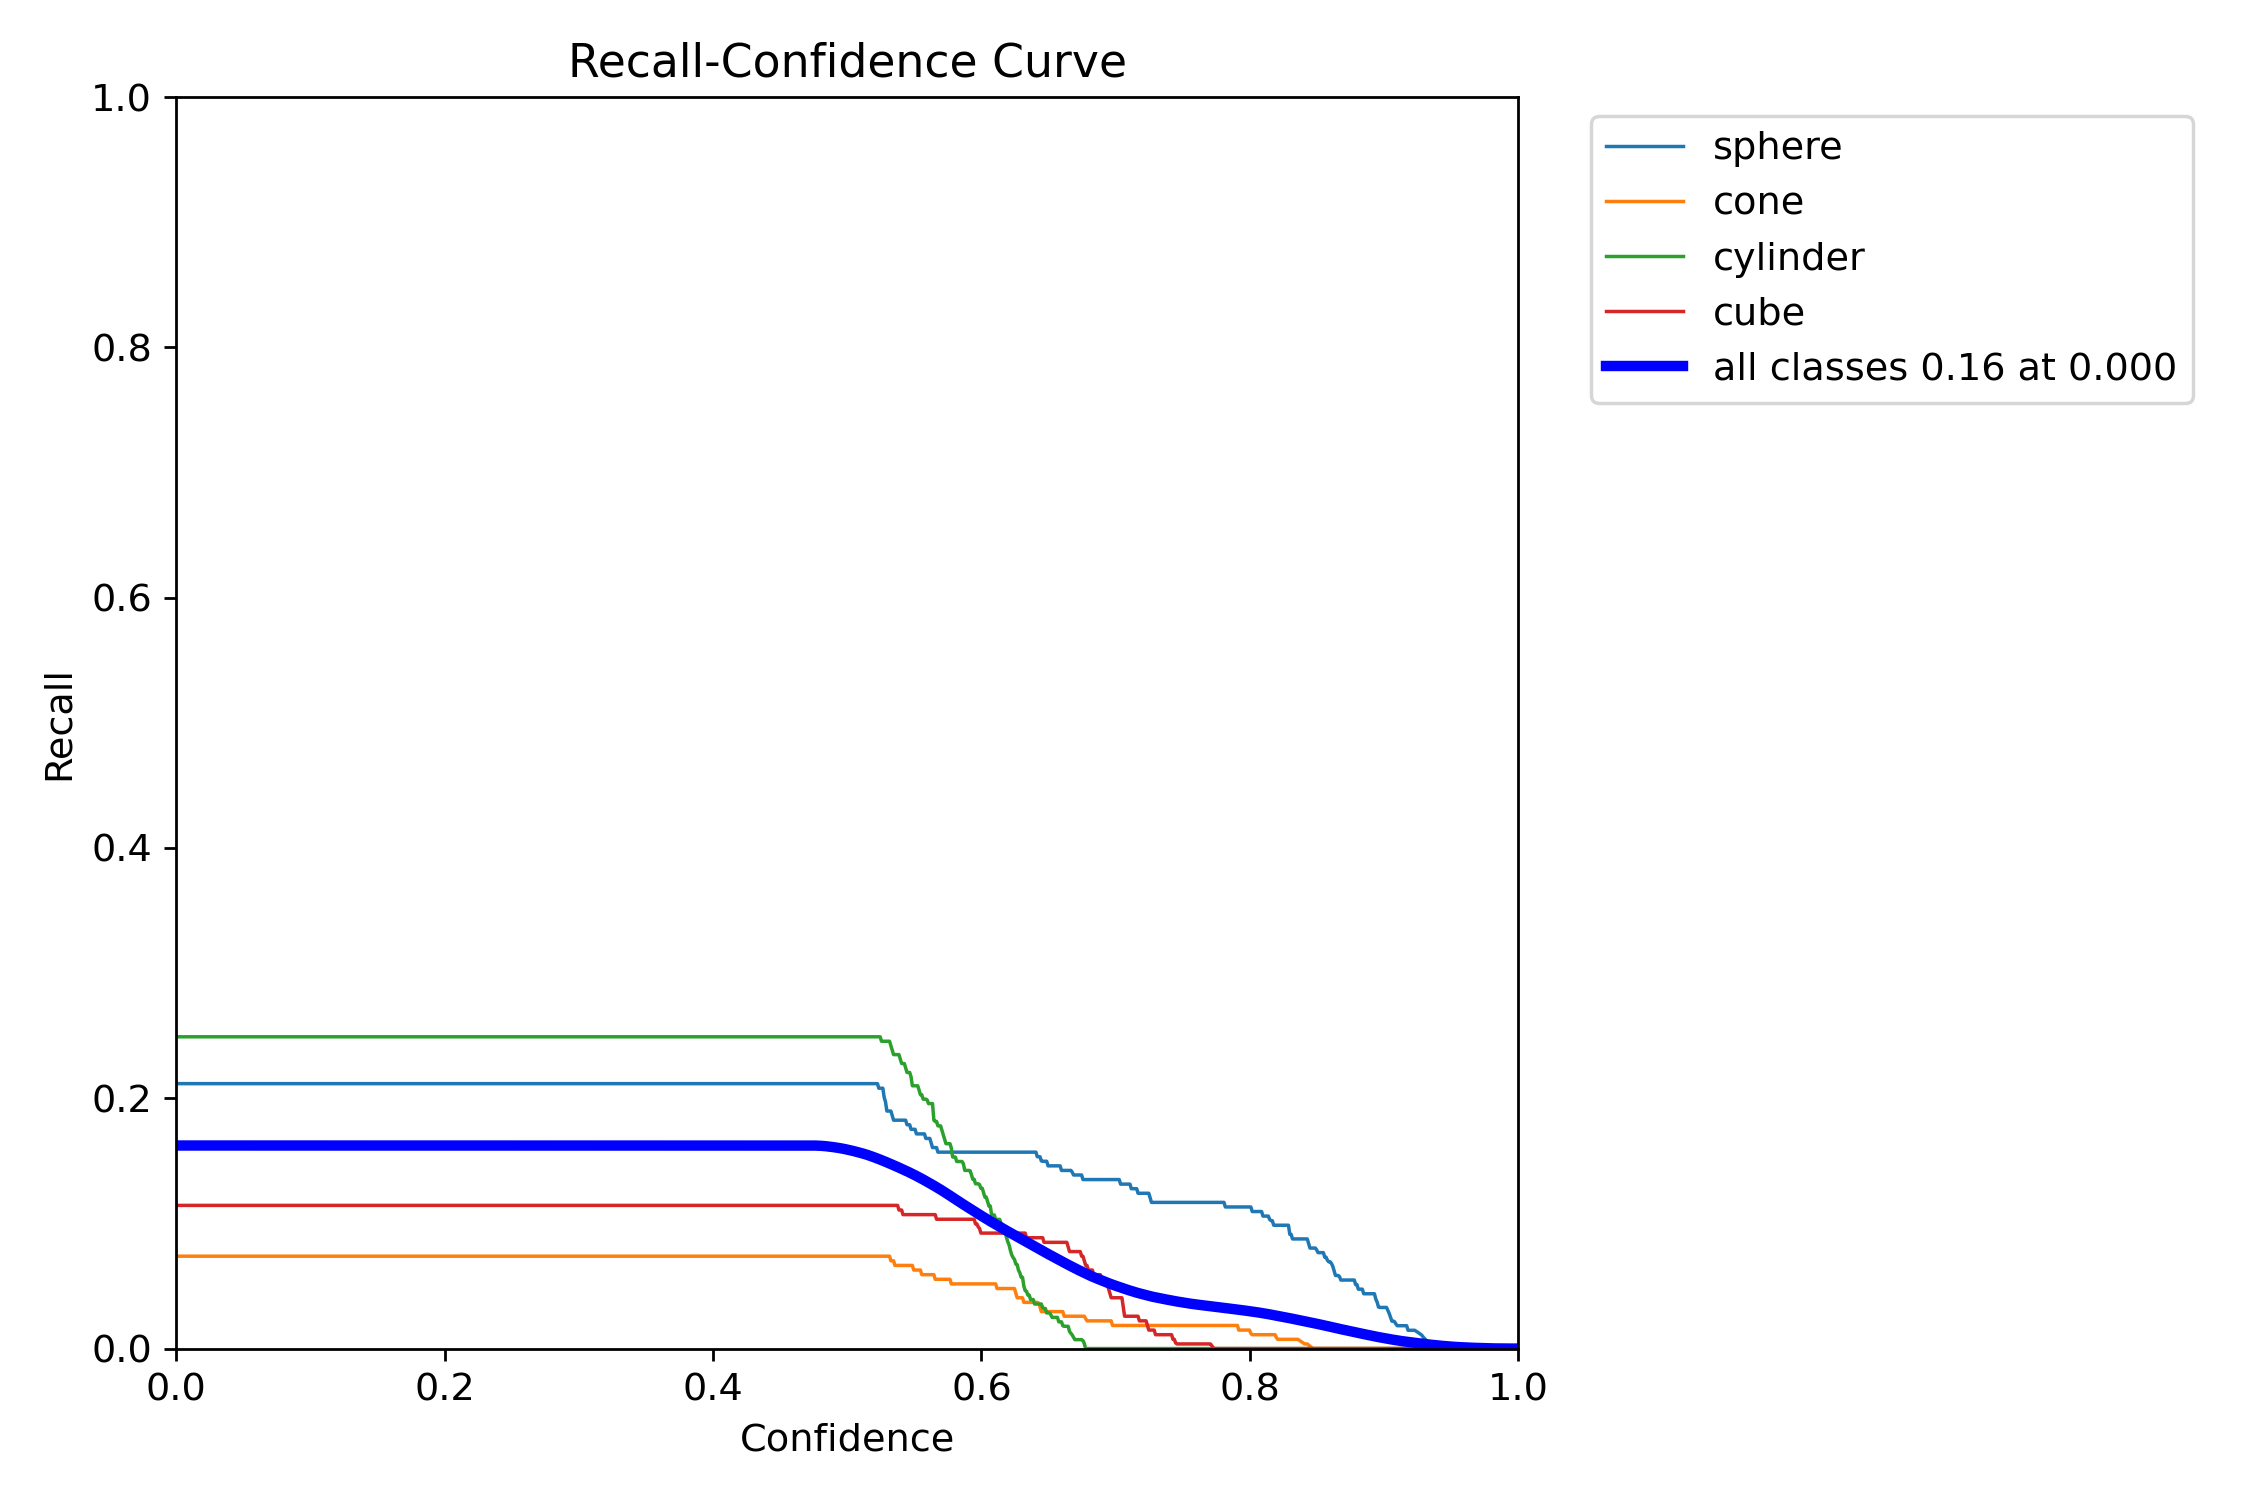 Recall-Confidence Curve
1.0
0.8
0.6
0.4
0.2
0.0
Recall
0.0 0.2 0.4 0.6 0.8 1.0
Confidence
sphere
cone
cylinder
cube
all classes 0.16 at 0.000